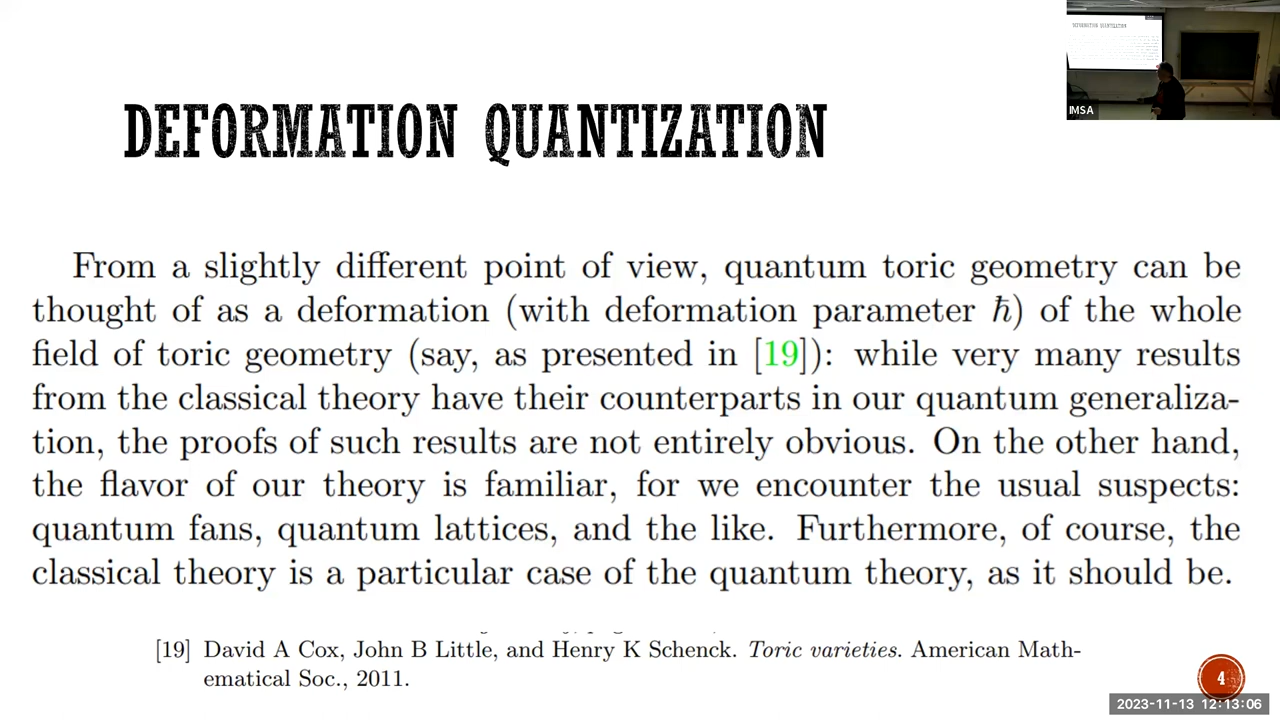 DEFORMATION QUANTIZATION
IMSA
From a slightly different point of view, quantum toric geometry can be
thought of as a deformation (with deformation parameter ℏ) of the whole
field of toric geometry (say, as presented in [19]): while very many results
from the classical theory have their counterparts in our quantum generaliza-
tion, the proofs of such results are not entirely obvious. On the other hand,
the flavor of our theory is familiar, for we encounter the usual suspects:
quantum fans, quantum lattices, and the like. Furthermore, of course, the
classical theory is a particular case of the quantum theory, as it should be.
[19] David A Cox, John B Little, and Henry K Schenck. Toric varieties. American Math-
ematical Soc., 2011.
4
2023-11-13 12:13:06